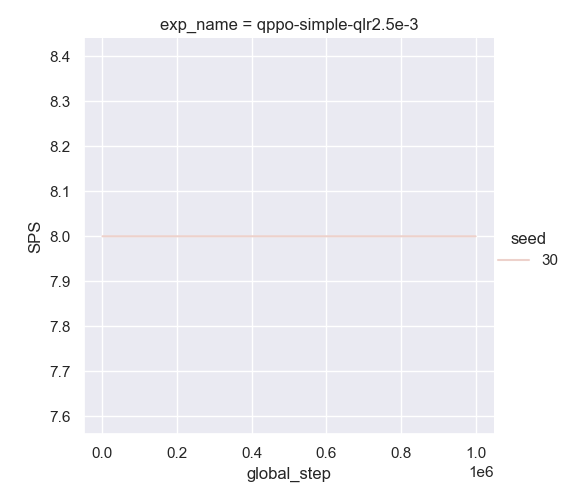 exp_name = qppo-simple-qlr2.5e-3
8.4
8.3
8.2
8.1
8.0
7.9
7.8
7.7
7.6
SPS
0.0 0.2 0.4 0.6 0.8 1.0
1e6
global_step
seed
30